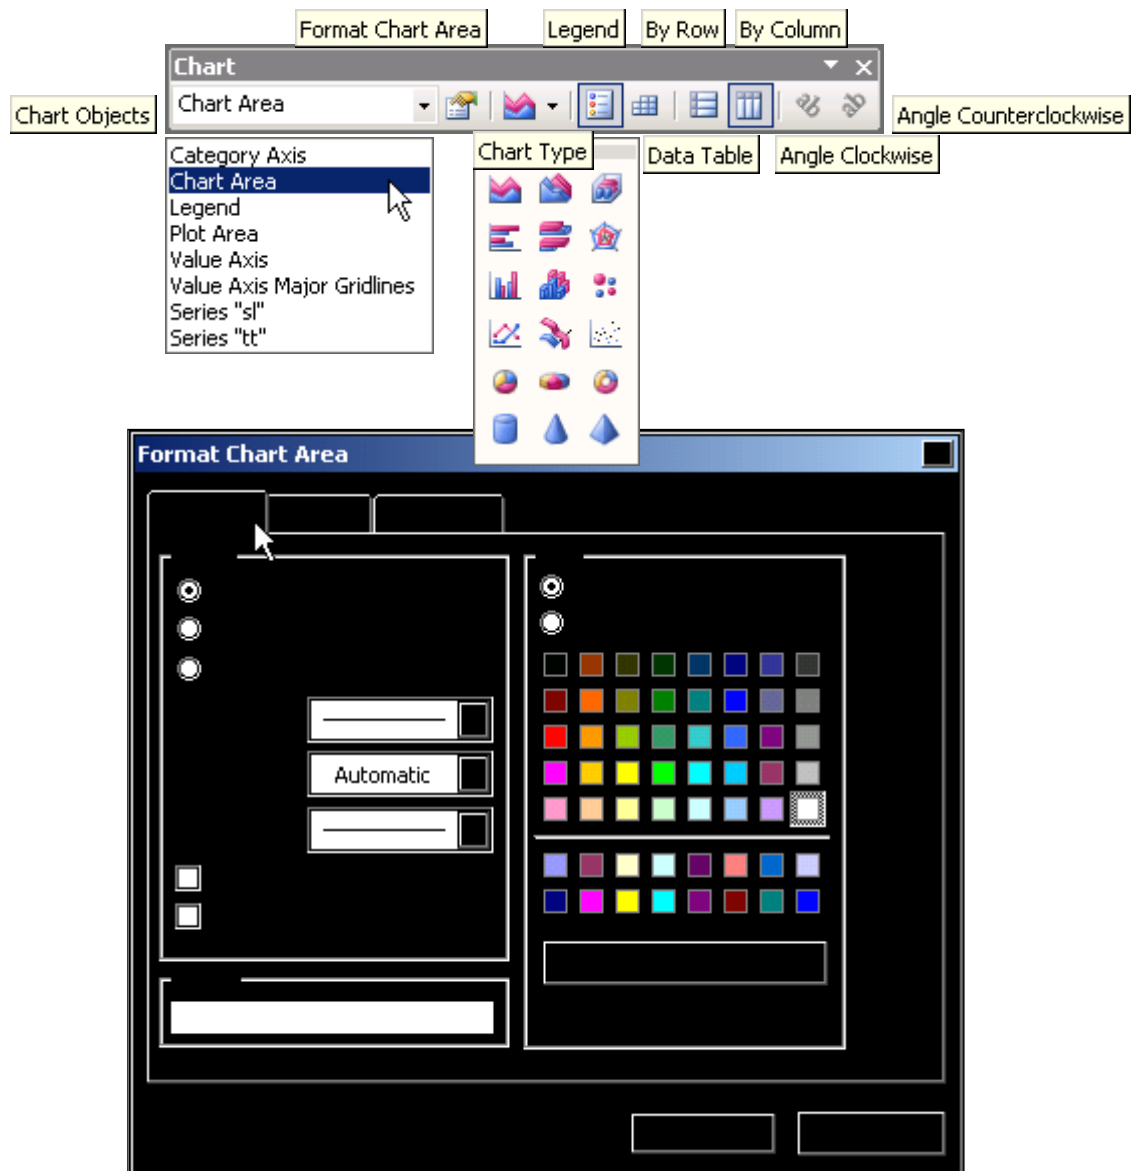 Format Chart Area
Legend
By Row
By Column
Chart
Chart Objects
Chart Area
Angle Counterclockwise
Chart Type
Data Table
Angle Clockwise
Category Axis
Chart Area
Legend
Plot Area
Value Axis
Value Axis Major Gridlines
Series "sl"
Series "tt"
Format Chart Area
Automatic